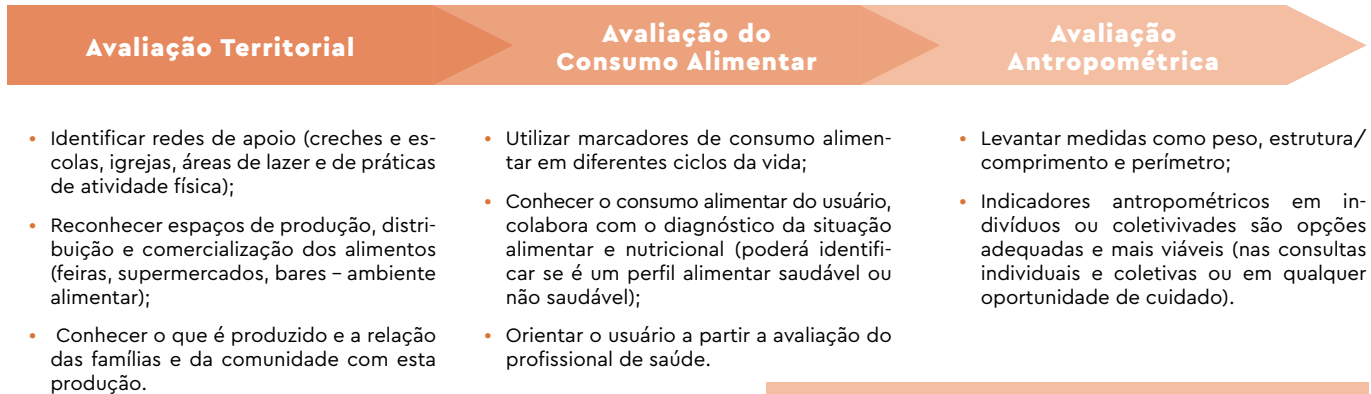 Avaliação Territorial
Avaliação do
Consumo Alimentar
Avaliação
Antropométrica
• Identificar redes de apoio (creches e es-
colas, igrejas, áreas de lazer e de práticas
de atividade física);
• Reconhecer espaços de produção, distri-
buição e comercialização dos alimentos
(feiras, supermercados, bares – ambiente
alimentar);
• Conhecer o que é produzido e a relação
das famílias e da comunidade com esta
produção.
• Utilizar marcadores de consumo alimen-
tar em diferentes ciclos da vida;
• Conhecer o consumo alimentar do usuário,
colabora com o diagnóstico da situação
alimentar e nutricional (poderá identifi-
car se é um perfil alimentar saudável ou
não saudável);
• Orientar o usuário a partir a avaliação do
profissional de saúde.
• Levantar medidas como peso, estrutura/
comprimento e perímetro;
• Indicadores antropométricos em in-
divíduos ou coletivivades são opções
adequadas e mais viáveis (nas consultas
individuais e coletivas ou em qualquer
oportunidade de cuidado).